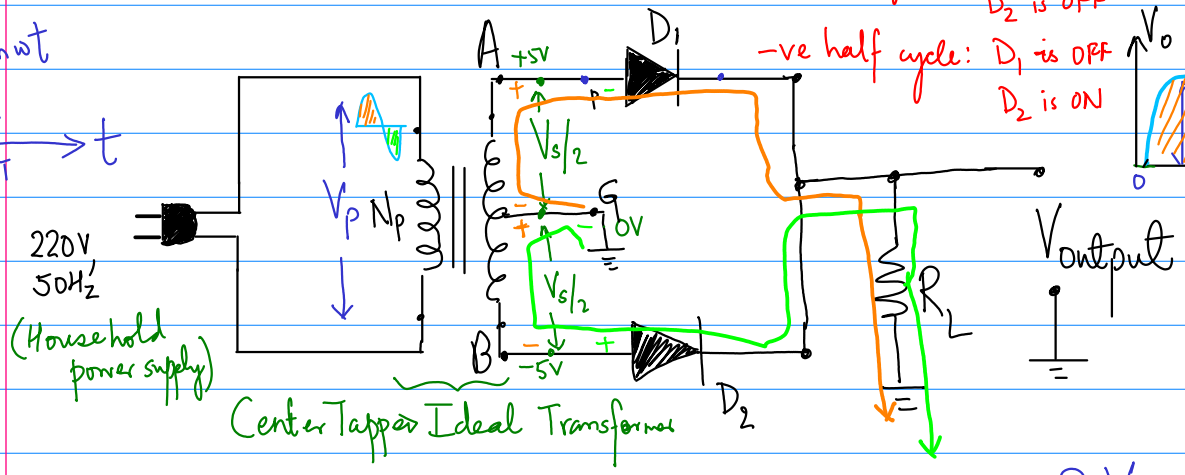 D₂ is OFF
-ve half cycle: D₁ is OFF
D₂ is ON
V₀
0
nwt
t
A
+5V
D₁
+
P
-
Vs/2
Vp
Np
-
G
+
-
0V
220V,
50Hz
Vs/2
Voutput
RL
(Household
power supply)
B
-
+
-5V
D₂
Center Tapped Ideal Transformer